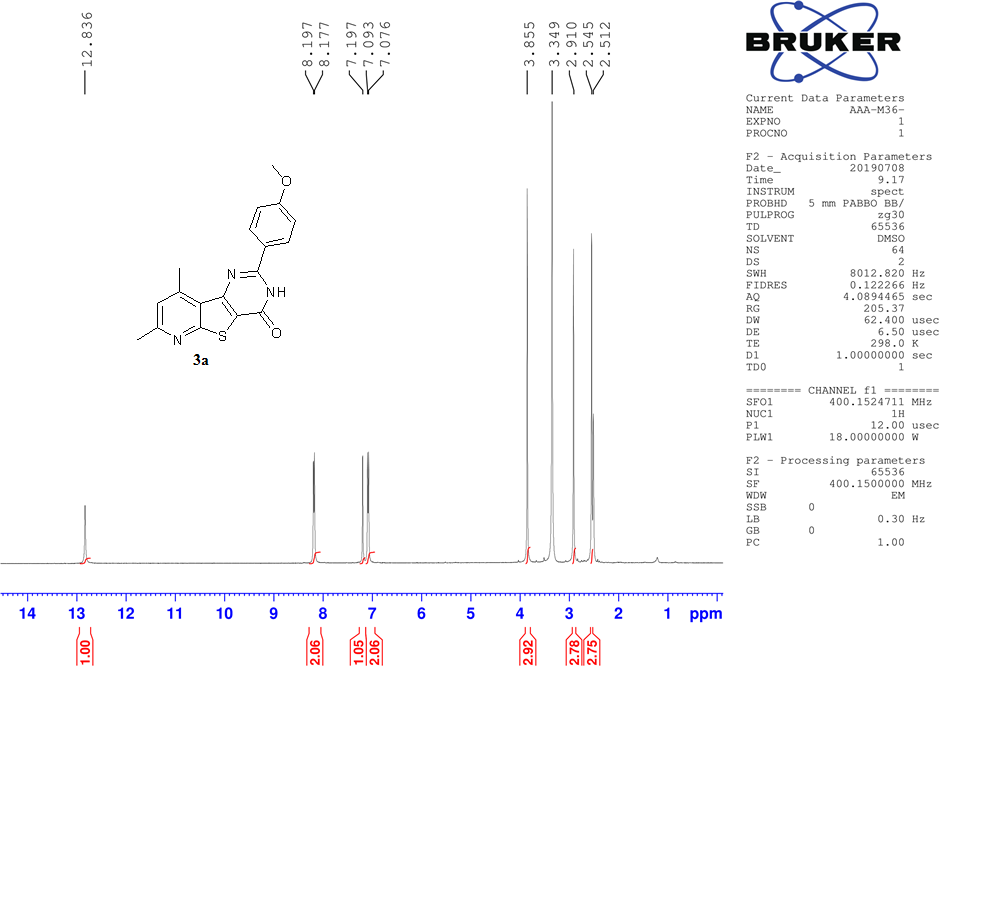 12.836
8.197
8.177
7.197
7.093
7.076
3.855
3.349
2.910
2.545
2.512
BRUKER
Current Data Parameters
NAME AAA-M36-
EXPNO 1
PROCNO 1
F2 - Acquisition Parameters
Date_ 20190708
Time 9.17
INSTRUM spect
PROBHD 5 mm PABBO BB/
PULPROG zg30
TD 65536
SOLVENT DMSO
NS 64
DS 2
SWH 8012.820 Hz
FIDRES 0.122266 Hz
AQ 4.0894465 sec
RG 205.37
DW 62.400 usec
DE 6.50 usec
TE 298.0 K
D1 1.00000000 sec
TD0 1
======== CHANNEL f1 ========
SFO1 400.1524711 MHz
NUC1 1H
P1 12.00 usec
PLW1 18.00000000 W
F2 - Processing parameters
SI 65536
SF 400.1500000 MHz
WDW EM
SSB 0
LB 0.30 Hz
GB 0
PC 1.00
O
N
NH
O
S
N
3a
14 13 12 11 10 9 8 7 6 5 4 3 2 1 ppm
1.00
2.06
1.05
2.06
2.92
2.78
2.75